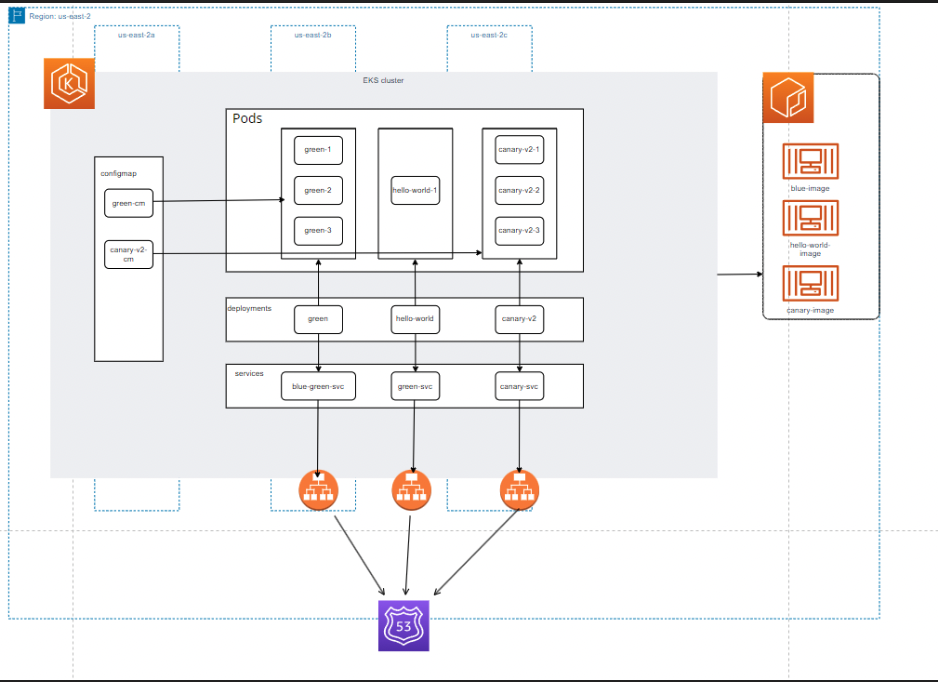 Region: us-east-2
us-east-2a
us-east-2b
us-east-2c
EKS cluster
K
Pods
green-1
green-2
green-3
hello-world-1
canary-v2-1
canary-v2-2
canary-v2-3
configmap
green-cm
canary-v2-
cm
deployments
green
hello-world
canary-v2
services
blue-green-svc
green-svc
canary-svc
blue-image
hello-world-
image
canary-image
53